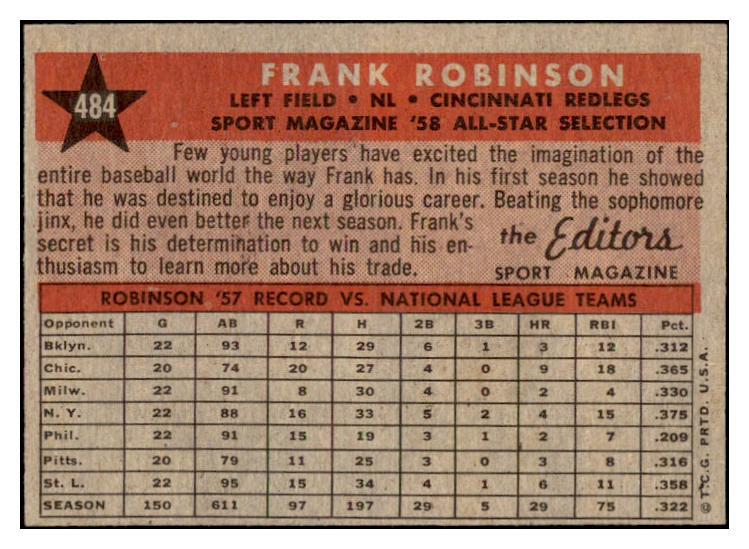 484
FRANK ROBINSON
LEFT FIELD • NL • CINCINNATI REDLEGS
SPORT MAGAZINE '58 ALL-STAR SELECTION
Few young players have excited the imagination of the
entire baseball world the way Frank has. In his first season he showed
that he was destined to enjoy a glorious career. Beating the sophomore
jinx, he did even better the next season. Frank's
secret is his determination to win and his en-
thusiasm to learn more about his trade.
the Editors
SPORT MAGAZINE
ROBINSON '57 RECORD VS. NATIONAL LEAGUE TEAMS
Opponent G AB R H 2B 3B HR RBI Pct.
Bklyn. 22 93 12 29 6 1 3 12 .312
Chic. 20 74 20 27 4 0 9 18 .365
Milw. 22 91 8 30 4 0 2 4 .330
N. Y. 22 88 16 33 5 2 4 15 .375
Phil. 22 91 15 19 3 1 2 7 .209
Pitts. 20 79 11 25 3 0 3 8 .316
St. L. 22 95 15 34 4 1 6 11 .358
SEASON 150 611 97 197 29 5 29 75 .322
© T.C.G. PRTD. U.S.A.